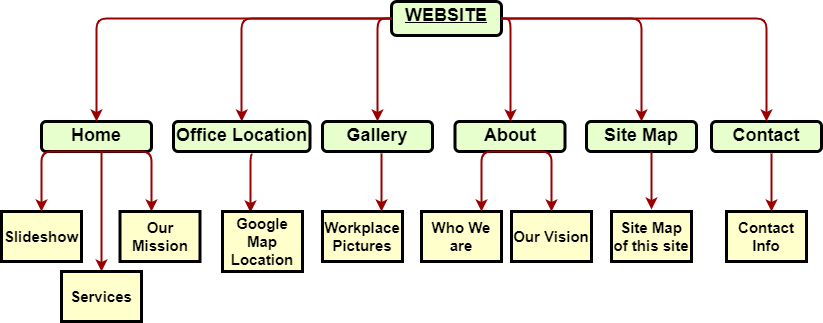 WEBSITE
Home
Office Location
Gallery
About
Site Map
Contact
Slideshow
Our
Mission
Google
Map
Location
Workplace
Pictures
Who We
are
Our Vision
Site Map
of this site
Contact
Info
Services